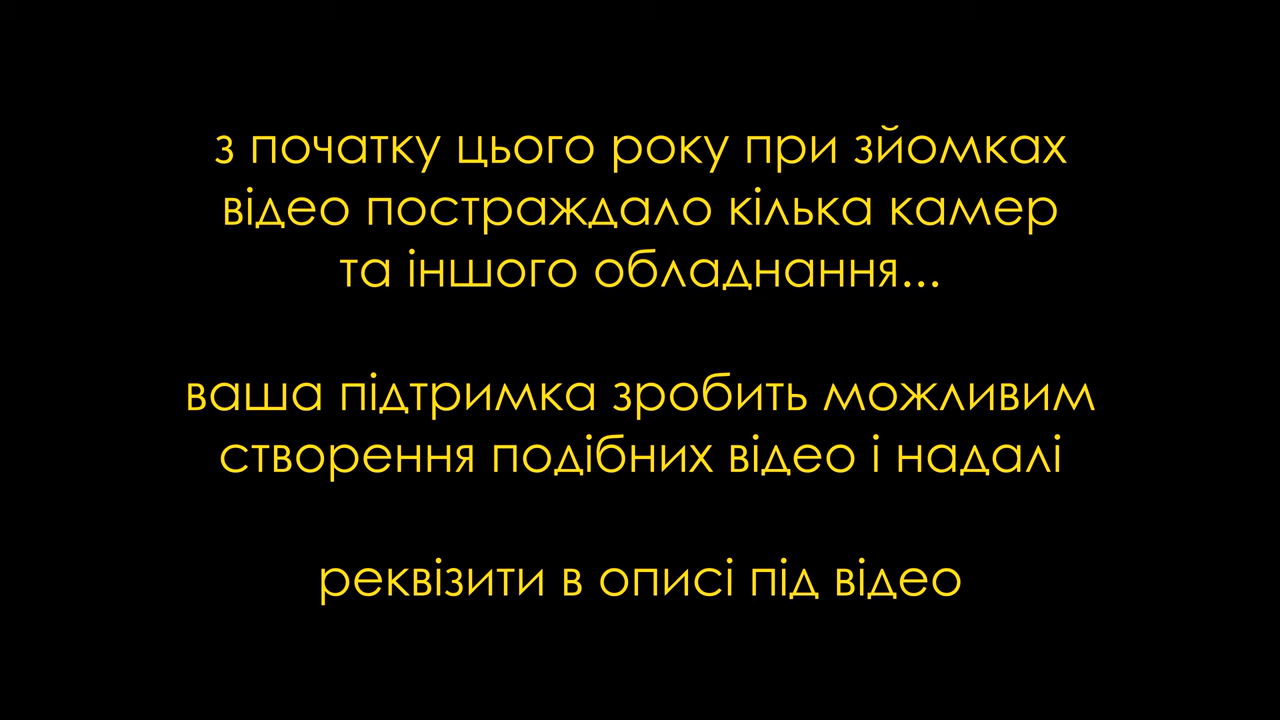 з початку цього року при зйомках
відео постраждало кілька камер
та іншого обладнання...
ваша підтримка зробить можливим
створення подібних відео і надалі
реквізити в описі під відео